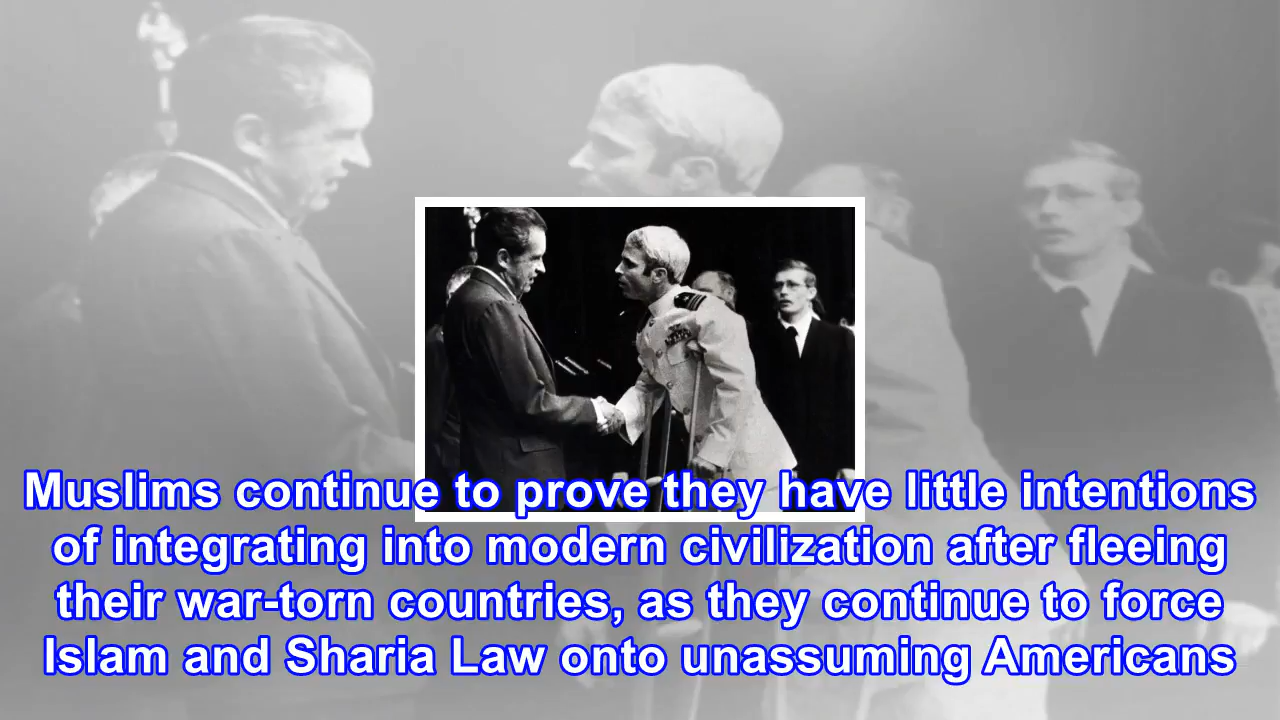 Muslims continue to prove they have little intentions
of integrating into modern civilization after fleeing
their war-torn countries, as they continue to force
Islam and Sharia Law onto unassuming Americans